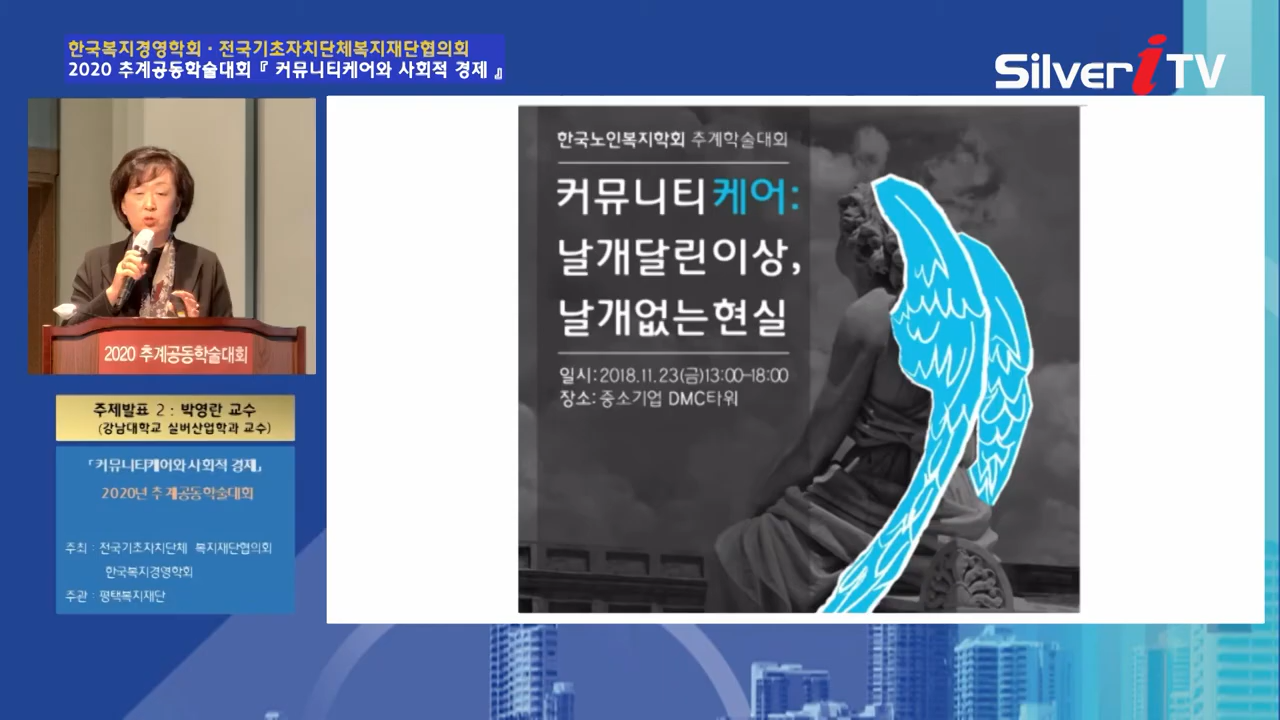 한국복지경영학회 · 전국기초자치단체복지재단협의회
2020 추계공동학술대회『 커뮤니티케어와 사회적 경제 』
Silver i TV
2020 추계공동학술대회
주제발표 2 : 박영란 교수
(강남대학교 실버산업학과 교수)
『커뮤니티케어와 사회적 경제』
2020년 추계공동학술대회
주최 : 전국기초자치단체 복지재단협의회
한국복지경영학회
주관 : 평택복지재단
한국노인복지학회 추계학술대회
커뮤니티 케어:
날개달린이상,
날개없는현실
일시: 2018.11.23(금)13:00-18:00
장소: 중소기업 DMC타워